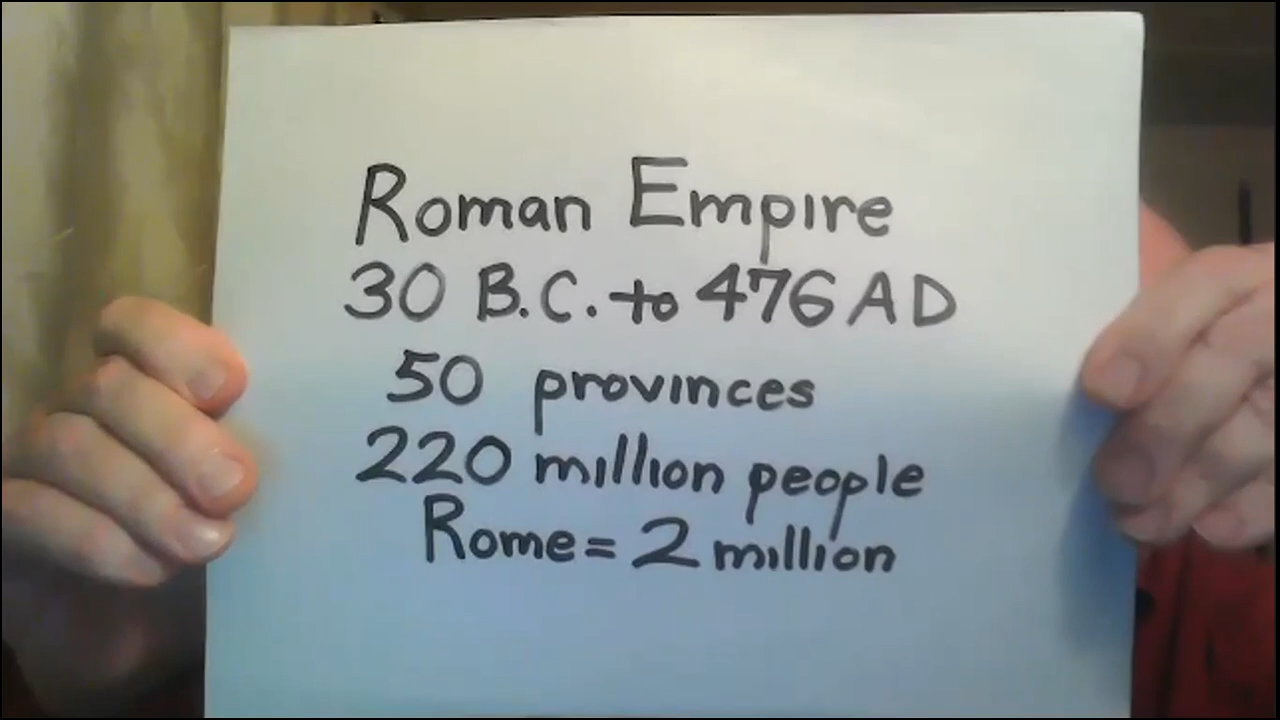 Roman Empire
30 B.C. to 476 AD
50 provinces
220 million people
Rome = 2 million